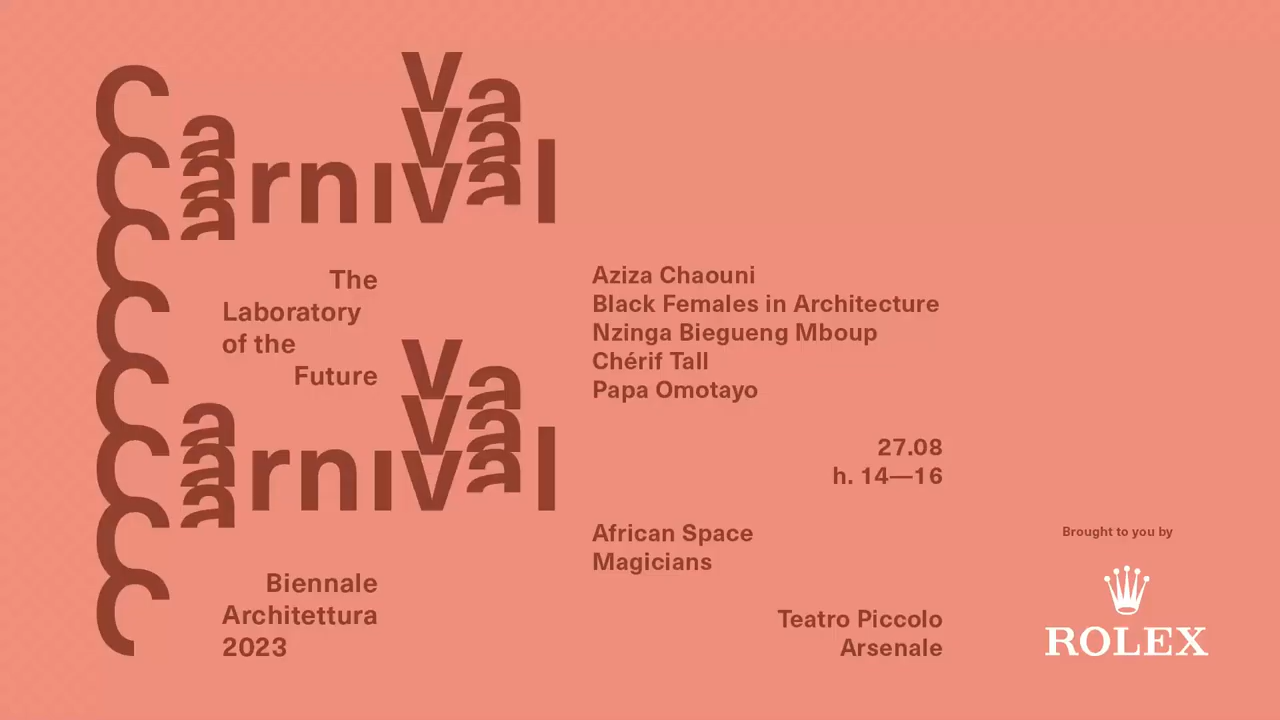 Carnival
The
Laboratory
of the
Future
Carnival
Biennale
Architettura
2023
Aziza Chaouni
Black Females in Architecture
Nzinga Biegueng Mboup
Chérif Tall
Papa Omotayo
27.08
h. 14—16
African Space
Magicians
Teatro Piccolo
Arsenale
Brought to you by
ROLEX